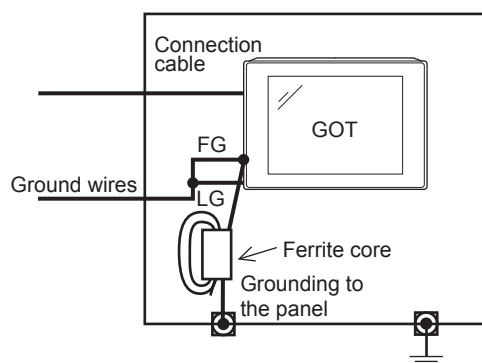 Connection
cable
GOT
FG
Ground wires
LG
Ferrite core
Grounding to
the panel